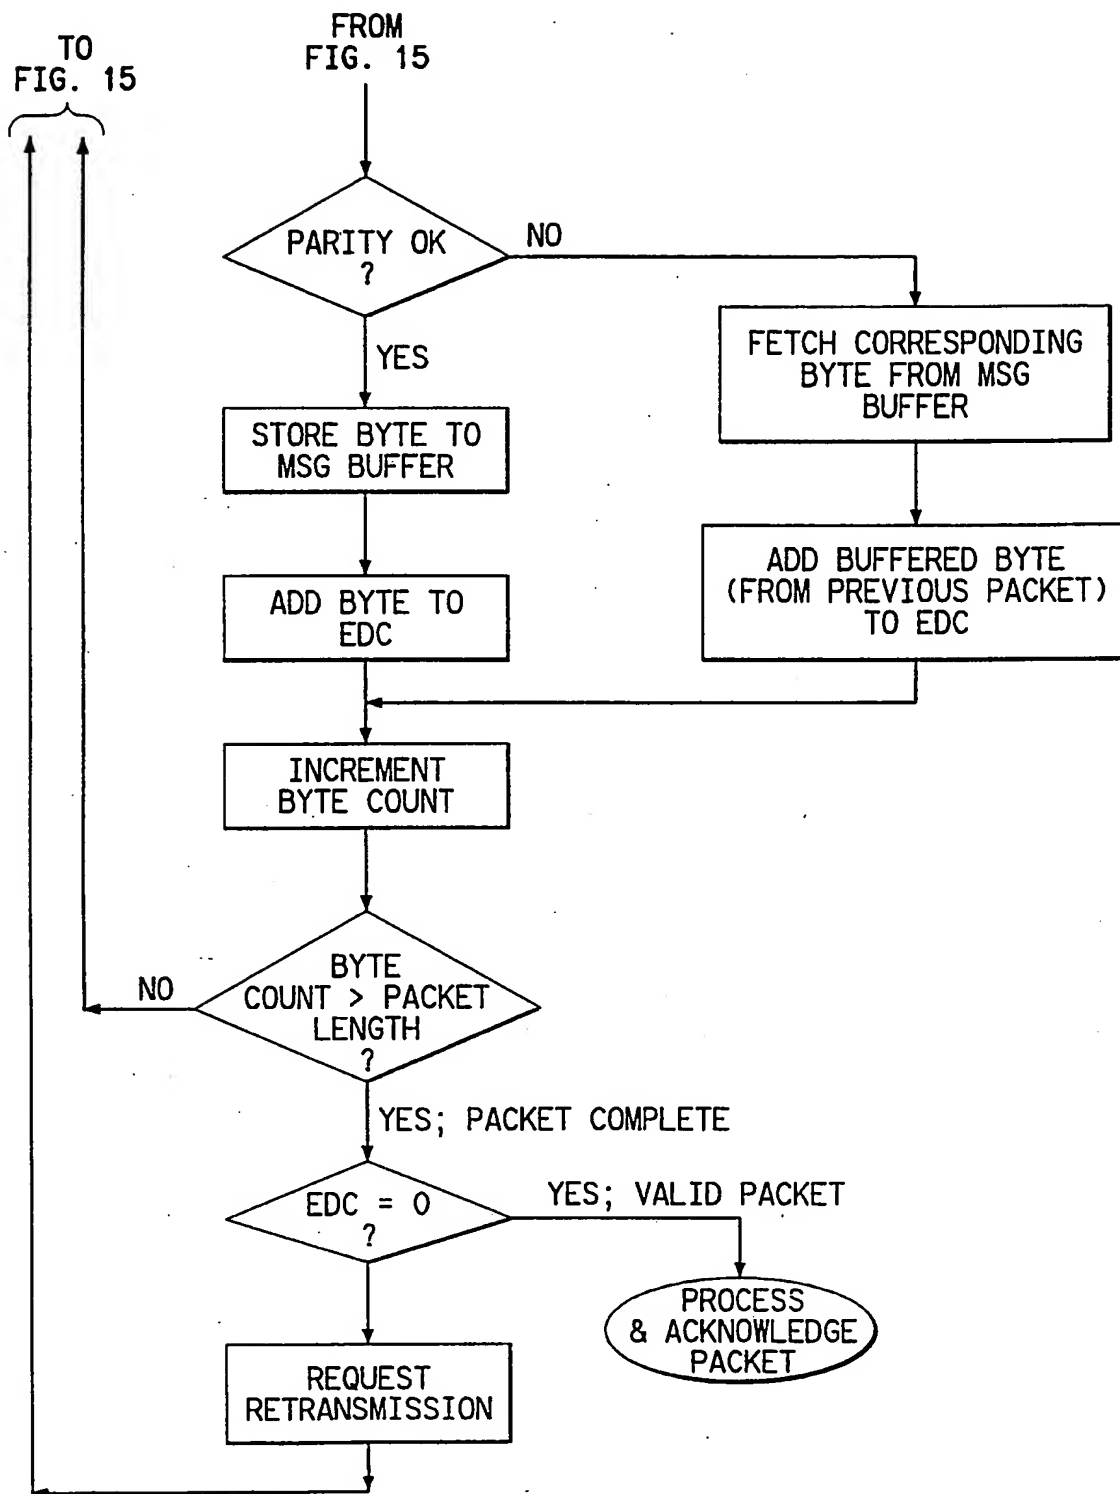 FROM
FIG. 15
TO
FIG. 15
PARITY OK
?
NO
YES
FETCH CORRESPONDING
BYTE FROM MSG
BUFFER
STORE BYTE TO
MSG BUFFER
ADD BUFFERED BYTE
(FROM PREVIOUS PACKET)
TO EDC
ADD BYTE TO
EDC
INCREMENT
BYTE COUNT
BYTE
COUNT > PACKET
LENGTH
?
NO
YES; PACKET COMPLETE
EDC = 0
?
YES; VALID PACKET
PROCESS
& ACKNOWLEDGE
PACKET
REQUEST
RETRANSMISSION